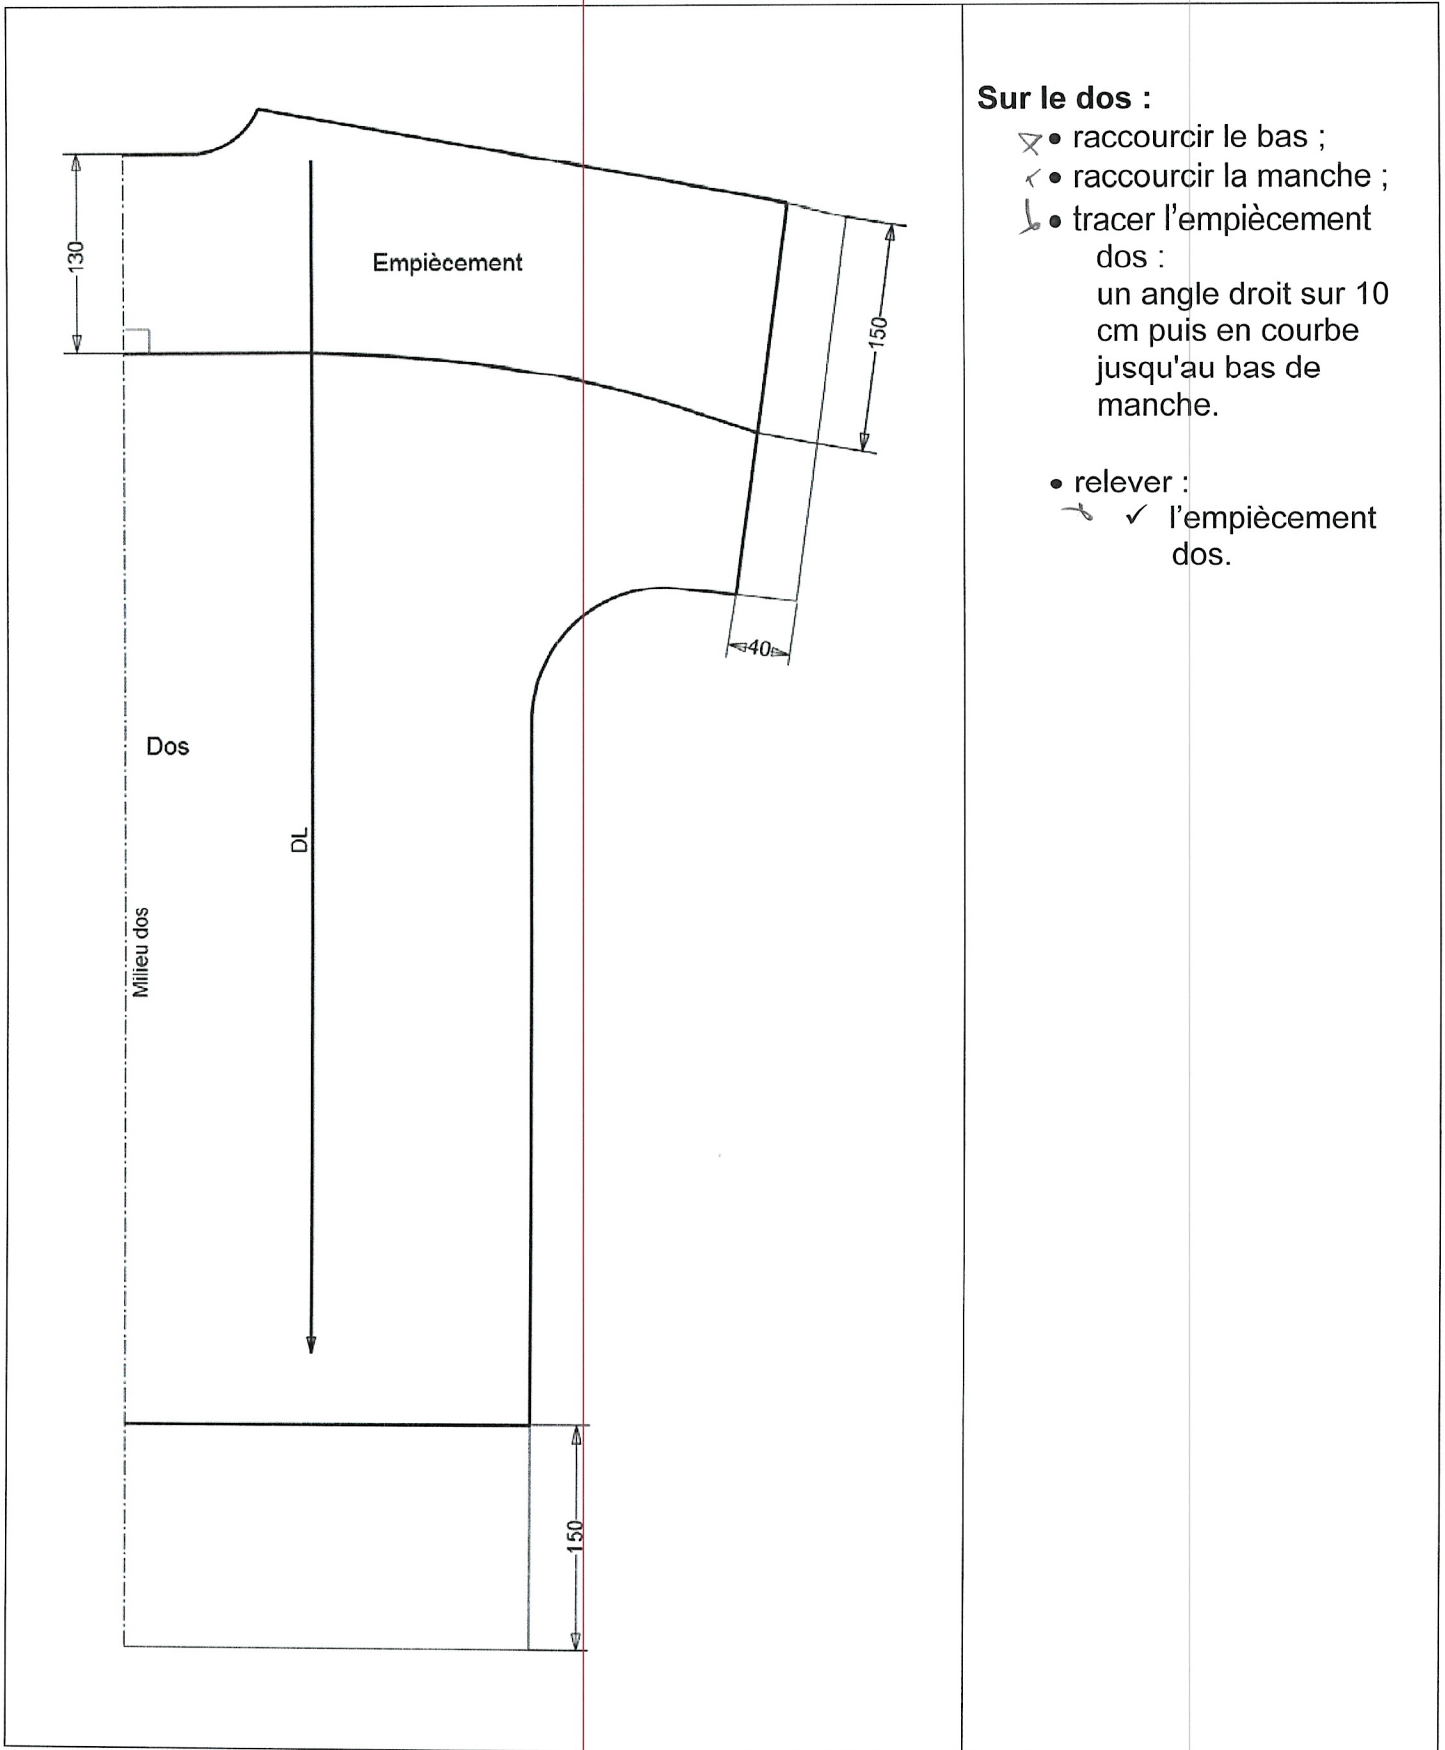 Sur le dos :
• raccourcir le bas ;
• raccourcir la manche ;
• tracer l'empiècement
dos :
un angle droit sur 10
cm puis en courbe
jusqu'au bas de
manche.
• relever :
✓ l'empiècement
dos.
130
Empiècement
150
40
Dos
DL
Milieu dos
150